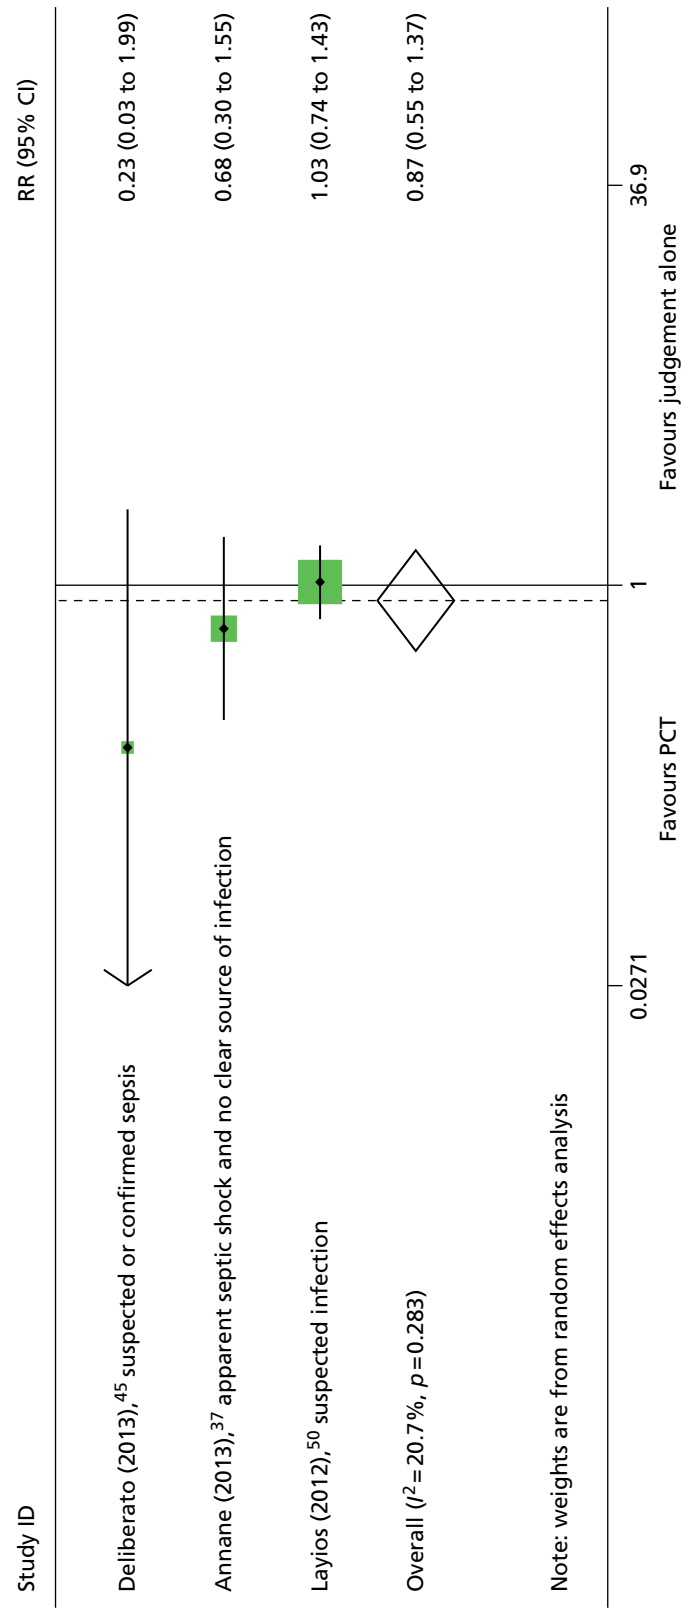 Study ID RR (95% CI)
Deliberato (2013),45 suspected or confirmed sepsis 0.23 (0.03 to 1.99)
Annane (2013),37 apparent septic shock and no clear source of infection 0.68 (0.30 to 1.55)
Layios (2012),50 suspected infection 1.03 (0.74 to 1.43)
Overall (I2=20.7%, p=0.283) 0.87 (0.55 to 1.37)
Note: weights are from random effects analysis
0.0271 1 36.9
Favours PCT Favours judgement alone